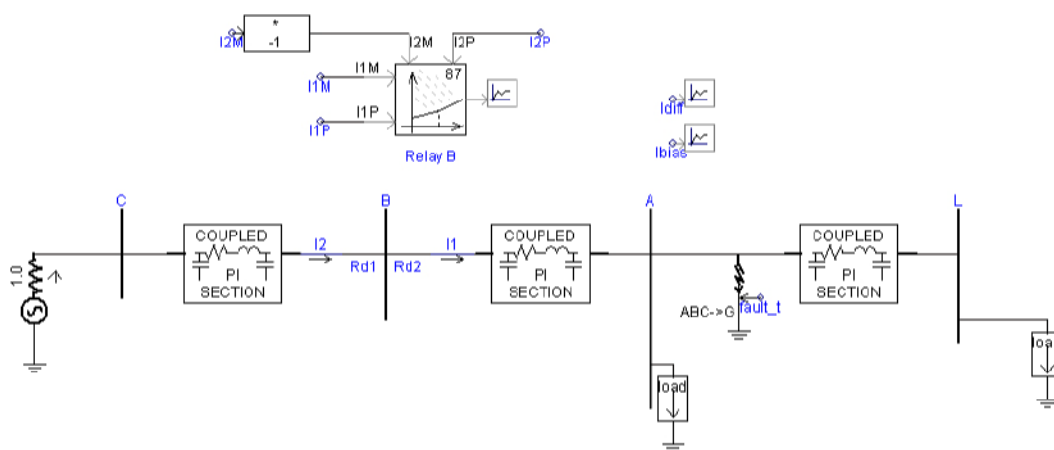 *
-1
I2M
I2M
I2P
I2P
I1M
I1M
87
I1P
I1P
Relay B
Idiff
Ibias
C
B
A
L
COUPLED
PI
SECTION
I2
Rd1
Rd2
I1
COUPLED
PI
SECTION
COUPLED
PI
SECTION
1.0
S
ABC->G
fault_t
load
loa